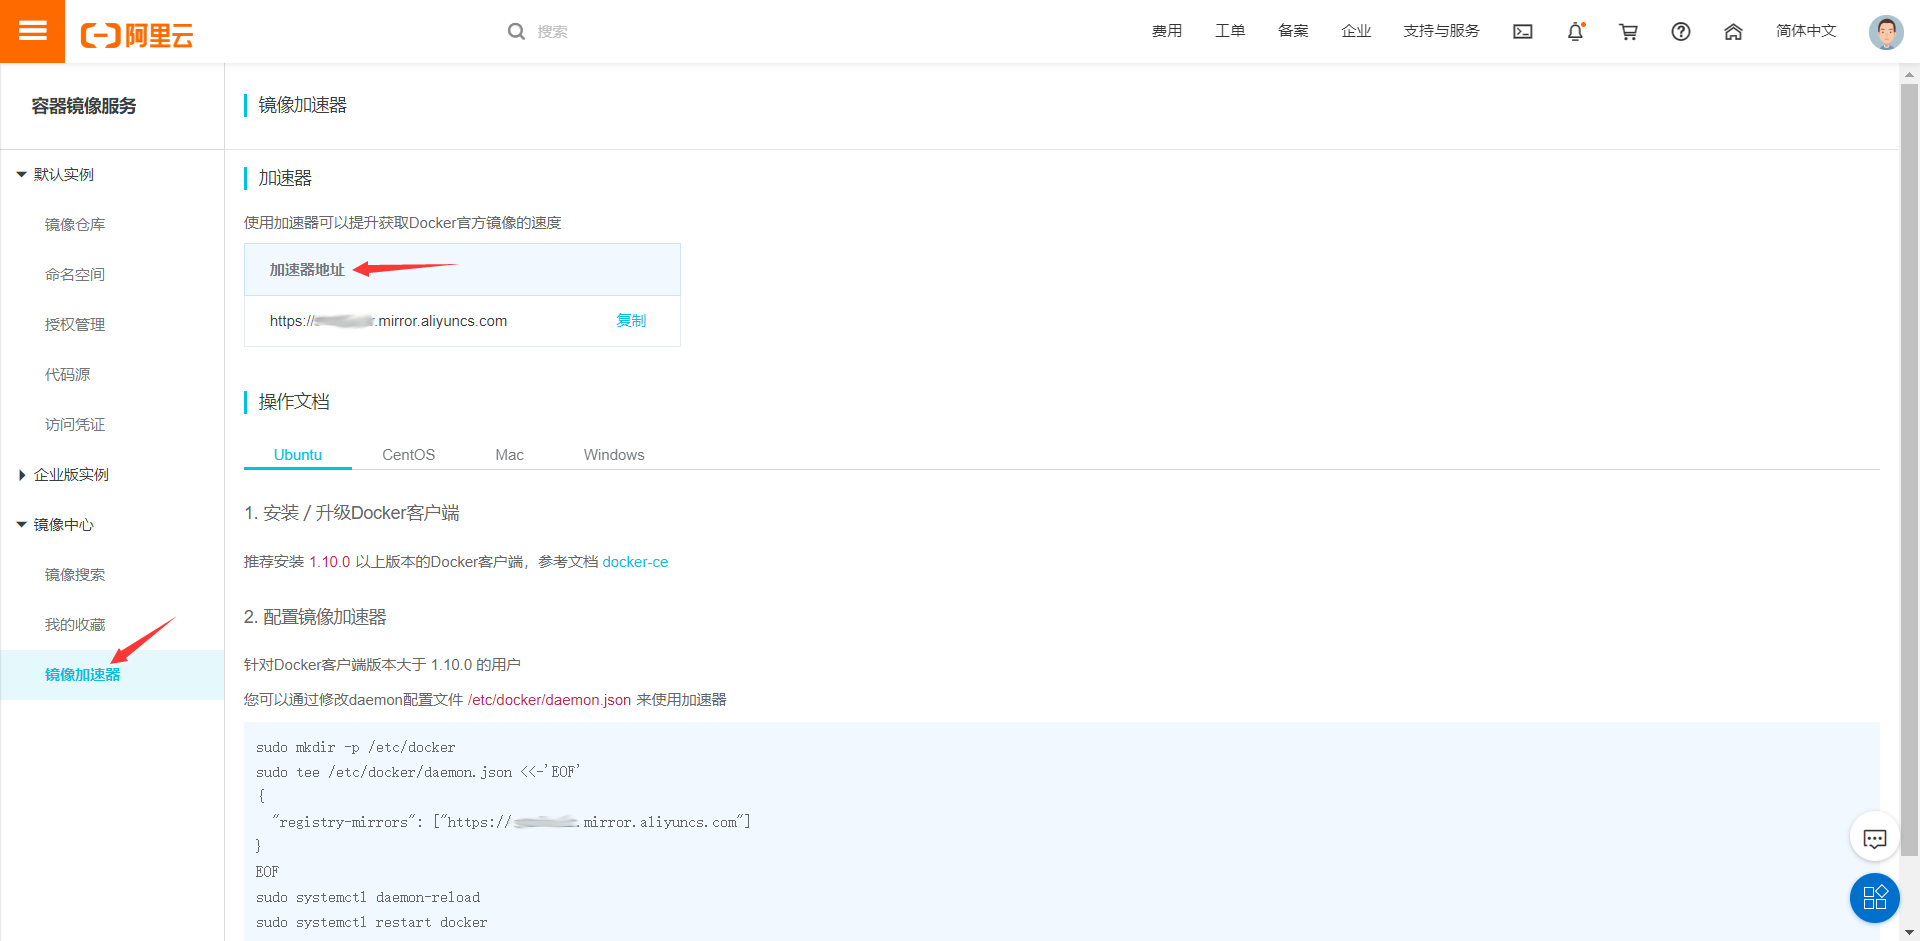 阿里云
搜索
费用
工单
备案
企业
支持与服务
简体中文
容器镜像服务
默认实例
镜像仓库
命名空间
授权管理
代码源
访问凭证
企业版实例
镜像中心
镜像搜索
我的收藏
镜像加速器
镜像加速器
加速器
使用加速器可以提升获取Docker官方镜像的速度
加速器地址
https://.mirror.aliyuncs.com 复制
操作文档
Ubuntu CentOS Mac Windows
1. 安装 / 升级Docker客户端
推荐安装 1.10.0 以上版本的Docker客户端，参考文档 docker-ce
2. 配置镜像加速器
针对Docker客户端版本大于 1.10.0 的用户
您可以通过修改daemon配置文件 /etc/docker/daemon.json 来使用加速器
sudo mkdir -p /etc/docker
sudo tee /etc/docker/daemon.json <<-'EOF'
{
"registry-mirrors": ["https://.mirror.aliyuncs.com"]
}
EOF
sudo systemctl daemon-reload
sudo systemctl restart docker